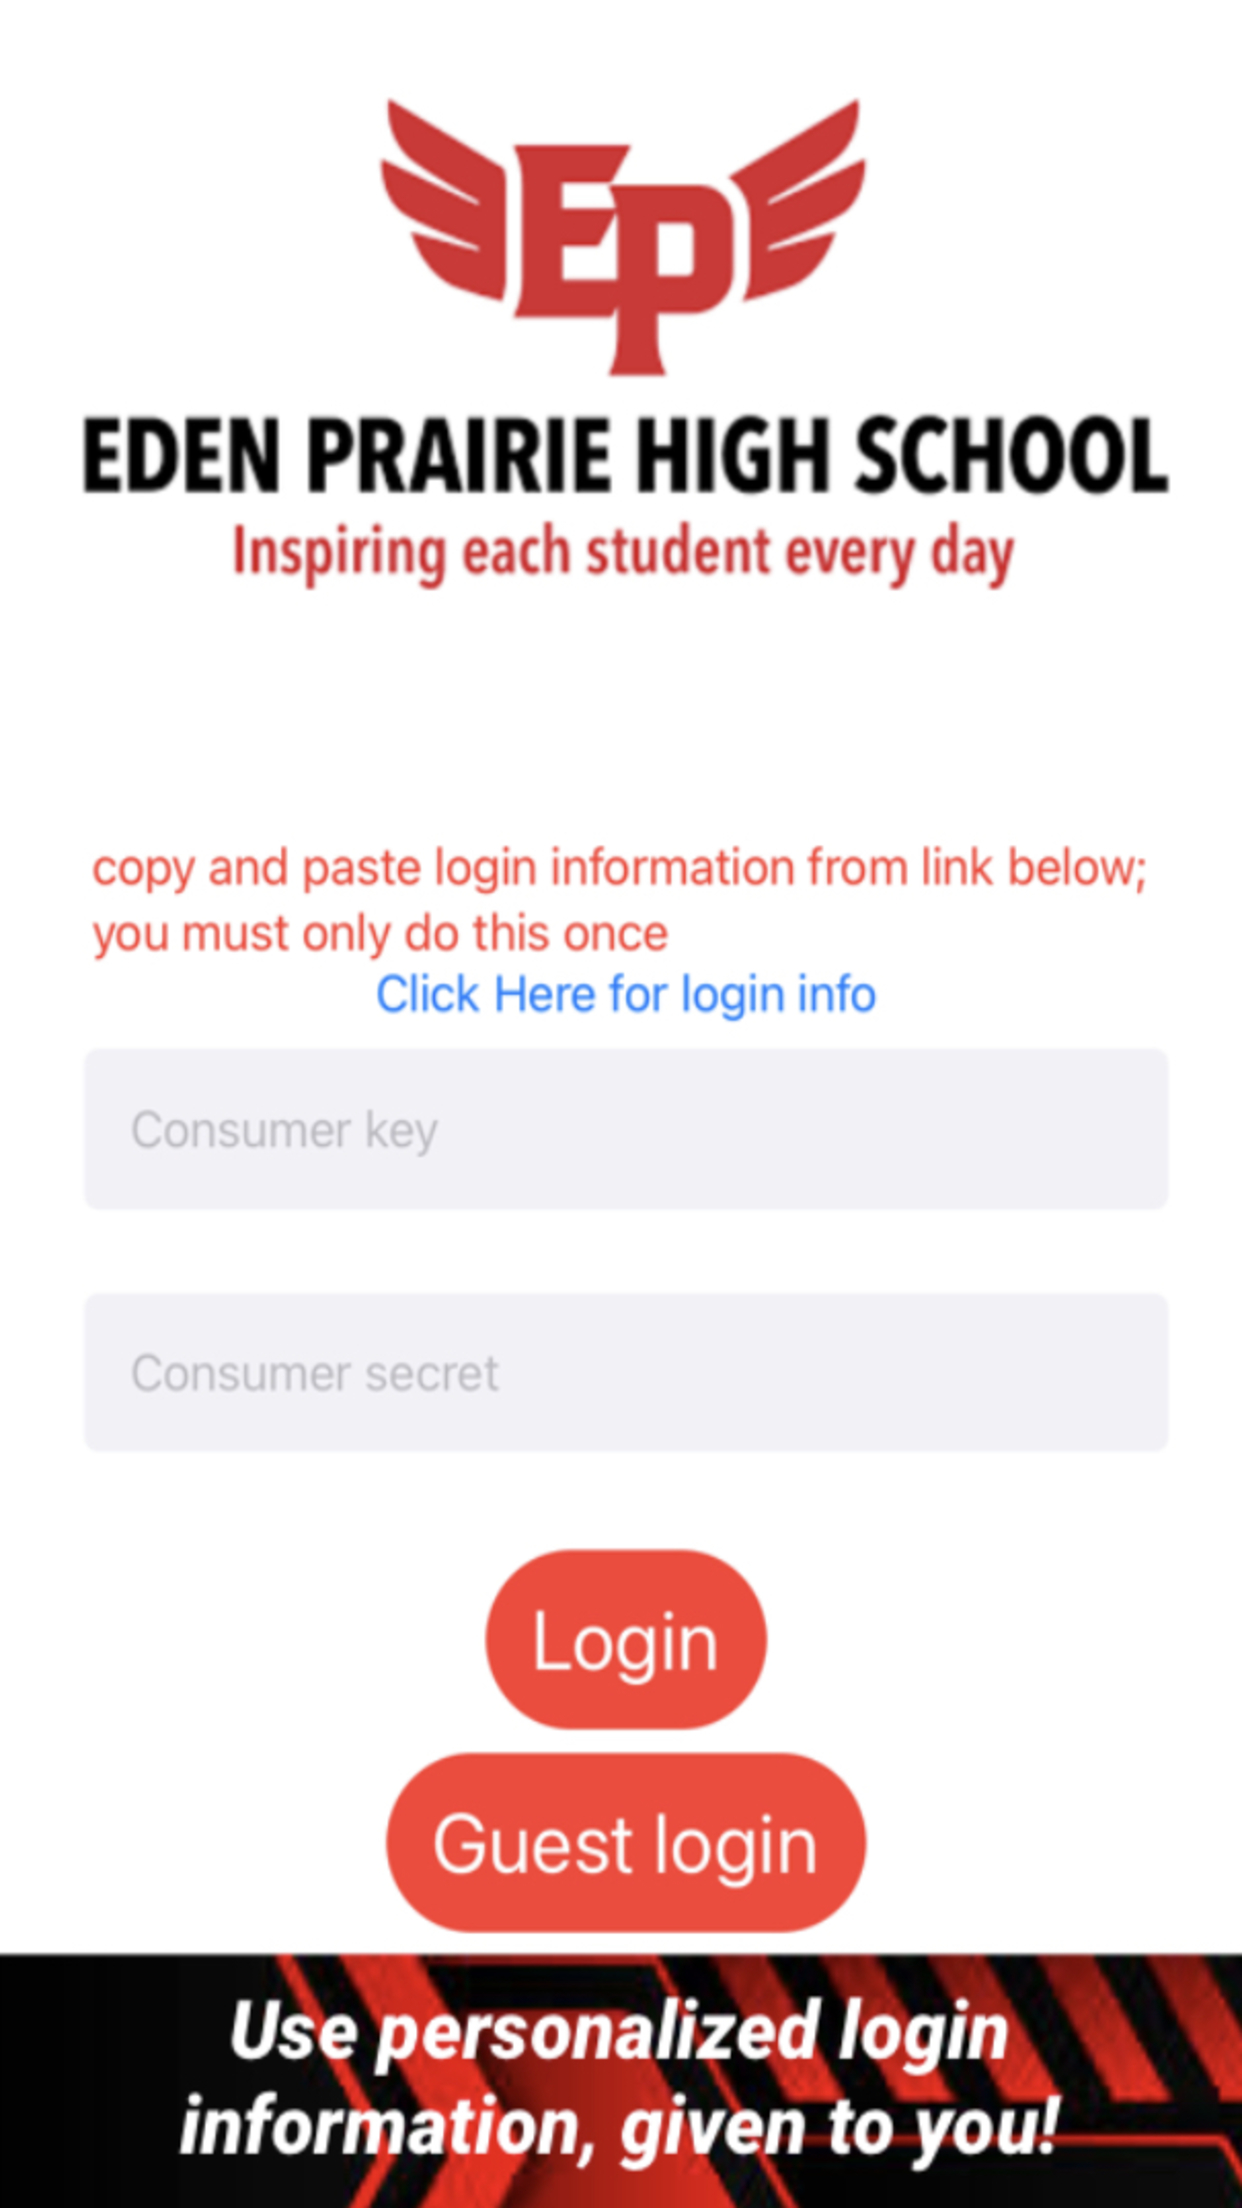 EP
EDEN PRAIRIE HIGH SCHOOL
Inspiring each student every day
copy and paste login information from link below;
you must only do this once
Click Here for login info
Consumer key
Consumer secret
Login
Guest login
Use personalized login
information, given to you!